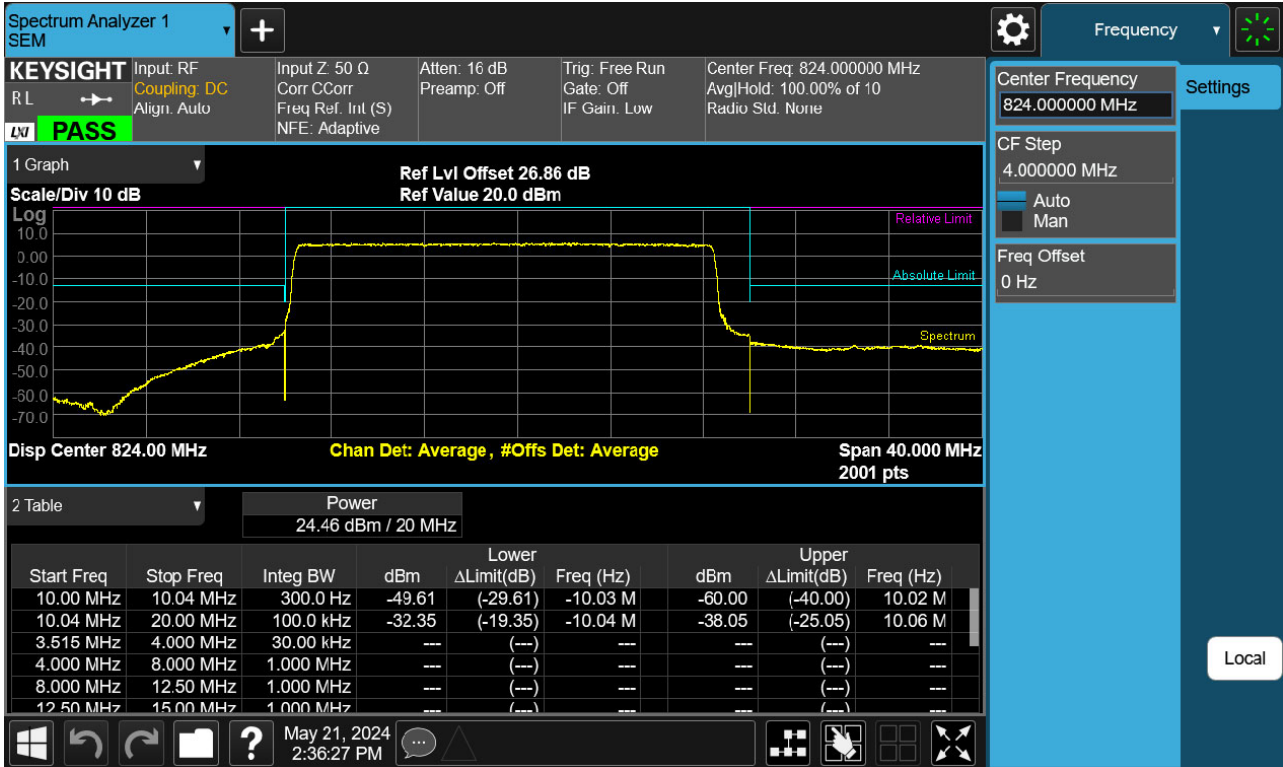 Spectrum Analyzer 1
SEM
+
Frequency
KEYSIGHT
R L
LXI
PASS
Input: RF
Coupling: DC
Align: Auto
Input Z: 50 Ω
Corr CCorr
Freq Ref: Int (S)
NFE: Adaptive
Atten: 16 dB
Preamp: Off
Trig: Free Run
Gate: Off
IF Gain: Low
Center Freq: 824.000000 MHz
Avg|Hold: 100.00% of 10
Radio Std: None
Center Frequency
824.000000 MHz
Settings
CF Step
4.000000 MHz
Auto
Man
Freq Offset
0 Hz
1 Graph
Scale/Div 10 dB
Ref Lvl Offset 26.86 dB
Ref Value 20.0 dBm
Log
10.0
0.00
-10.0
-20.0
-30.0
-40.0
-50.0
-60.0
-70.0
Relative Limit
Absolute Limit
Spectrum
Disp Center 824.00 MHz
Chan Det: Average , #Offs Det: Average
Span 40.000 MHz
2001 pts
2 Table
Power
24.46 dBm / 20 MHz
Lower Upper
Start Freq Stop Freq Integ BW dBm ΔLimit(dB) Freq (Hz) dBm ΔLimit(dB) Freq (Hz)
10.00 MHz 10.04 MHz 300.0 Hz -49.61 (-29.61) -10.03 M -60.00 (-40.00) 10.02 M
10.04 MHz 20.00 MHz 100.0 kHz -32.35 (-19.35) -10.04 M -38.05 (-25.05) 10.06 M
3.515 MHz 4.000 MHz 30.00 kHz --- (---) --- --- (---) ---
4.000 MHz 8.000 MHz 1.000 MHz --- (---) --- --- (---) ---
8.000 MHz 12.50 MHz 1.000 MHz --- (---) --- --- (---) ---
12.50 MHz 15.00 MHz 1.000 MHz --- (---) --- --- (---) ---
Local
?
May 21, 2024
2:36:27 PM